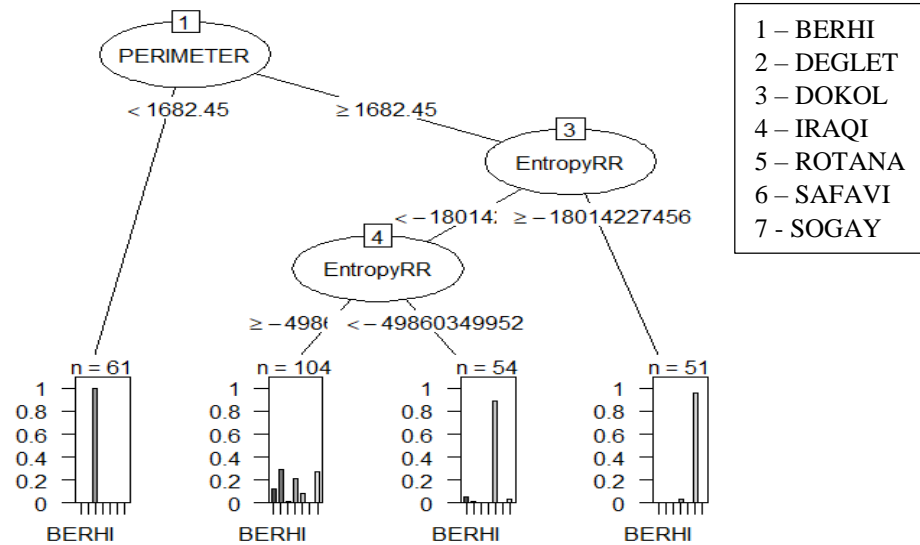 1
PERIMETER
< 1682.45
≥ 1682.45
3
EntropyRR
< −18014
≥ −18014227456
4
EntropyRR
≥ −4986
< −49860349952
n = 61
1
0.8
0.6
0.4
0.2
0
BERHI
n = 104
1
0.8
0.6
0.4
0.2
0
BERHI
n = 54
1
0.8
0.6
0.4
0.2
0
BERHI
n = 51
1
0.8
0.6
0.4
0.2
0
BERHI
1 – BERHI
2 – DEGLET
3 – DOKOL
4 – IRAQI
5 – ROTANA
6 – SAFAVI
7 - SOGAY